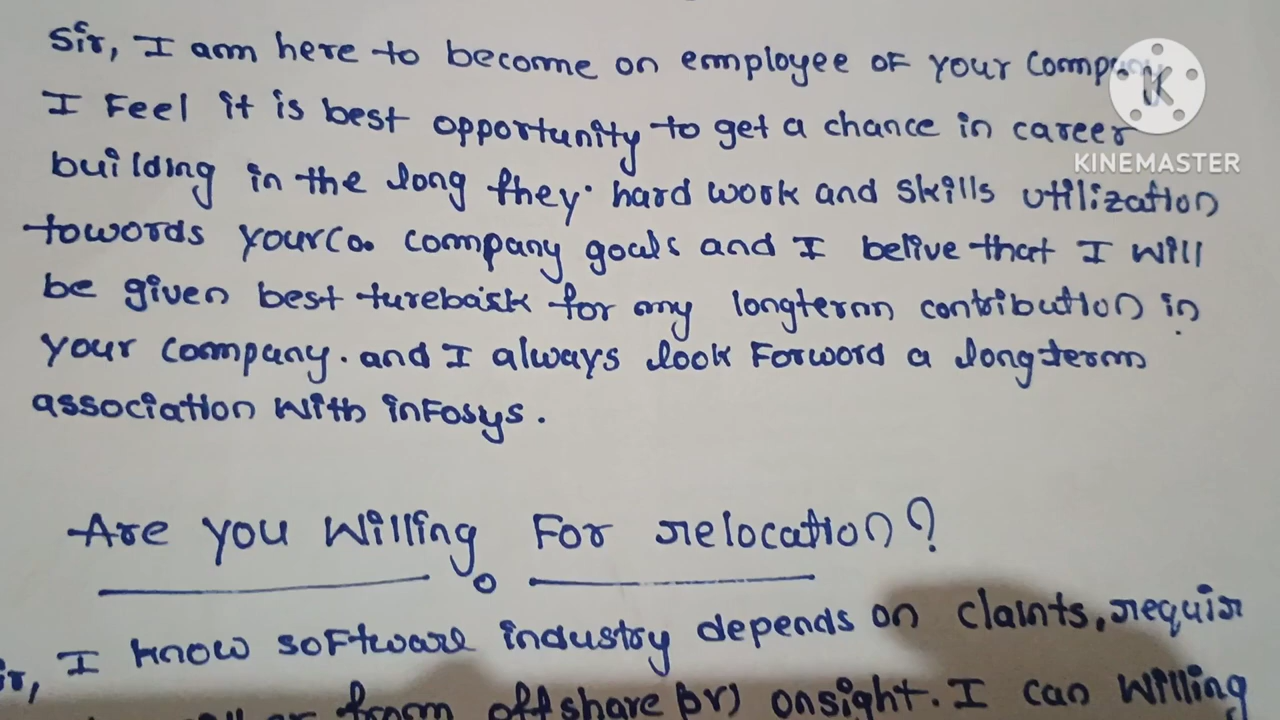 Sir, I am here to become on employee of your Company
I Feel it is best opportunity to get a chance in career
building in the long they. hard work and skills utilization
towords your Co. company goals and I belive that I will
be given best turebaisk for my longterm contribution in
your company. and I always look Forword a longterm
association with infosys.
Are you Willing For relocation?
I know software industry depends on claints, requir
offshare (or) onsight. I can willing
KINEMASTER